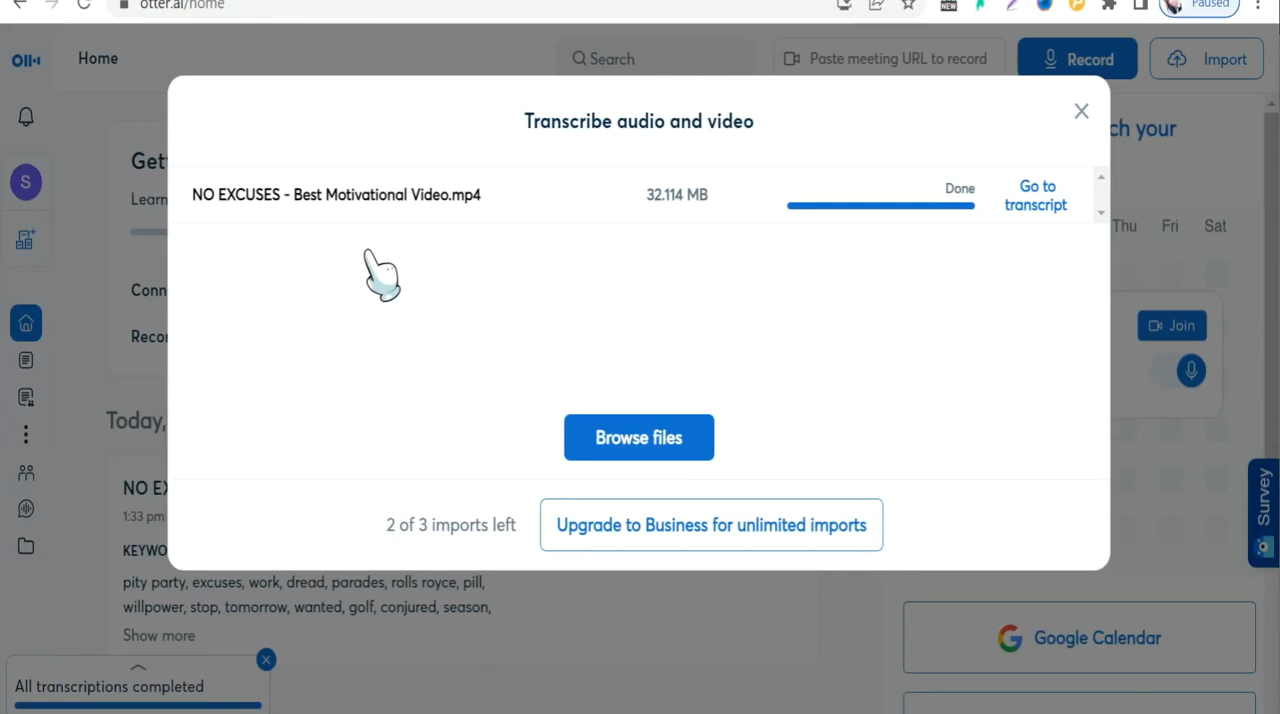 otter.ai/home
NEW
Paused
Home
Search
Paste meeting URL to record
Record
Import
Transcribe audio and video
ch your
S
Get
Learn
NO EXCUSES - Best Motivational Video.mp4
32.114 MB
Done
Go to
transcript
Thu Fri Sat
Conn
Recor
Join
Today,
Browse files
NO EX
1:33 pm
2 of 3 imports left
Upgrade to Business for unlimited imports
Survey
KEYWO
pity party, excuses, work, dread, parades, rolls royce, pill,
willpower, stop, tomorrow, wanted, golf, conjured, season,
Show more
Google Calendar
All transcriptions completed